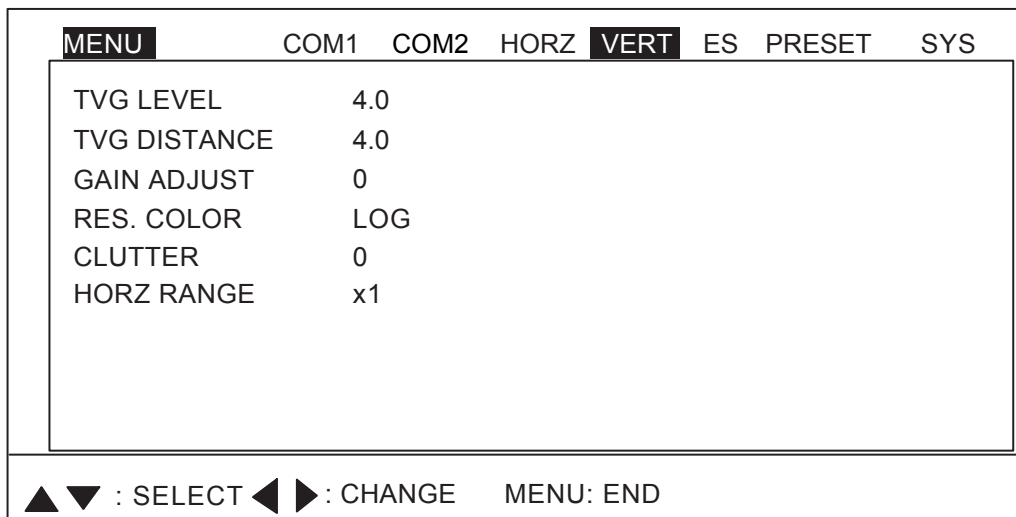 MENU COM1 COM2 HORZ VERT ES PRESET SYS
TVG LEVEL 4.0
TVG DISTANCE 4.0
GAIN ADJUST 0
RES. COLOR LOG
CLUTTER 0
HORZ RANGE x1
▲ ▼ : SELECT ◀ ▶ : CHANGE MENU: END